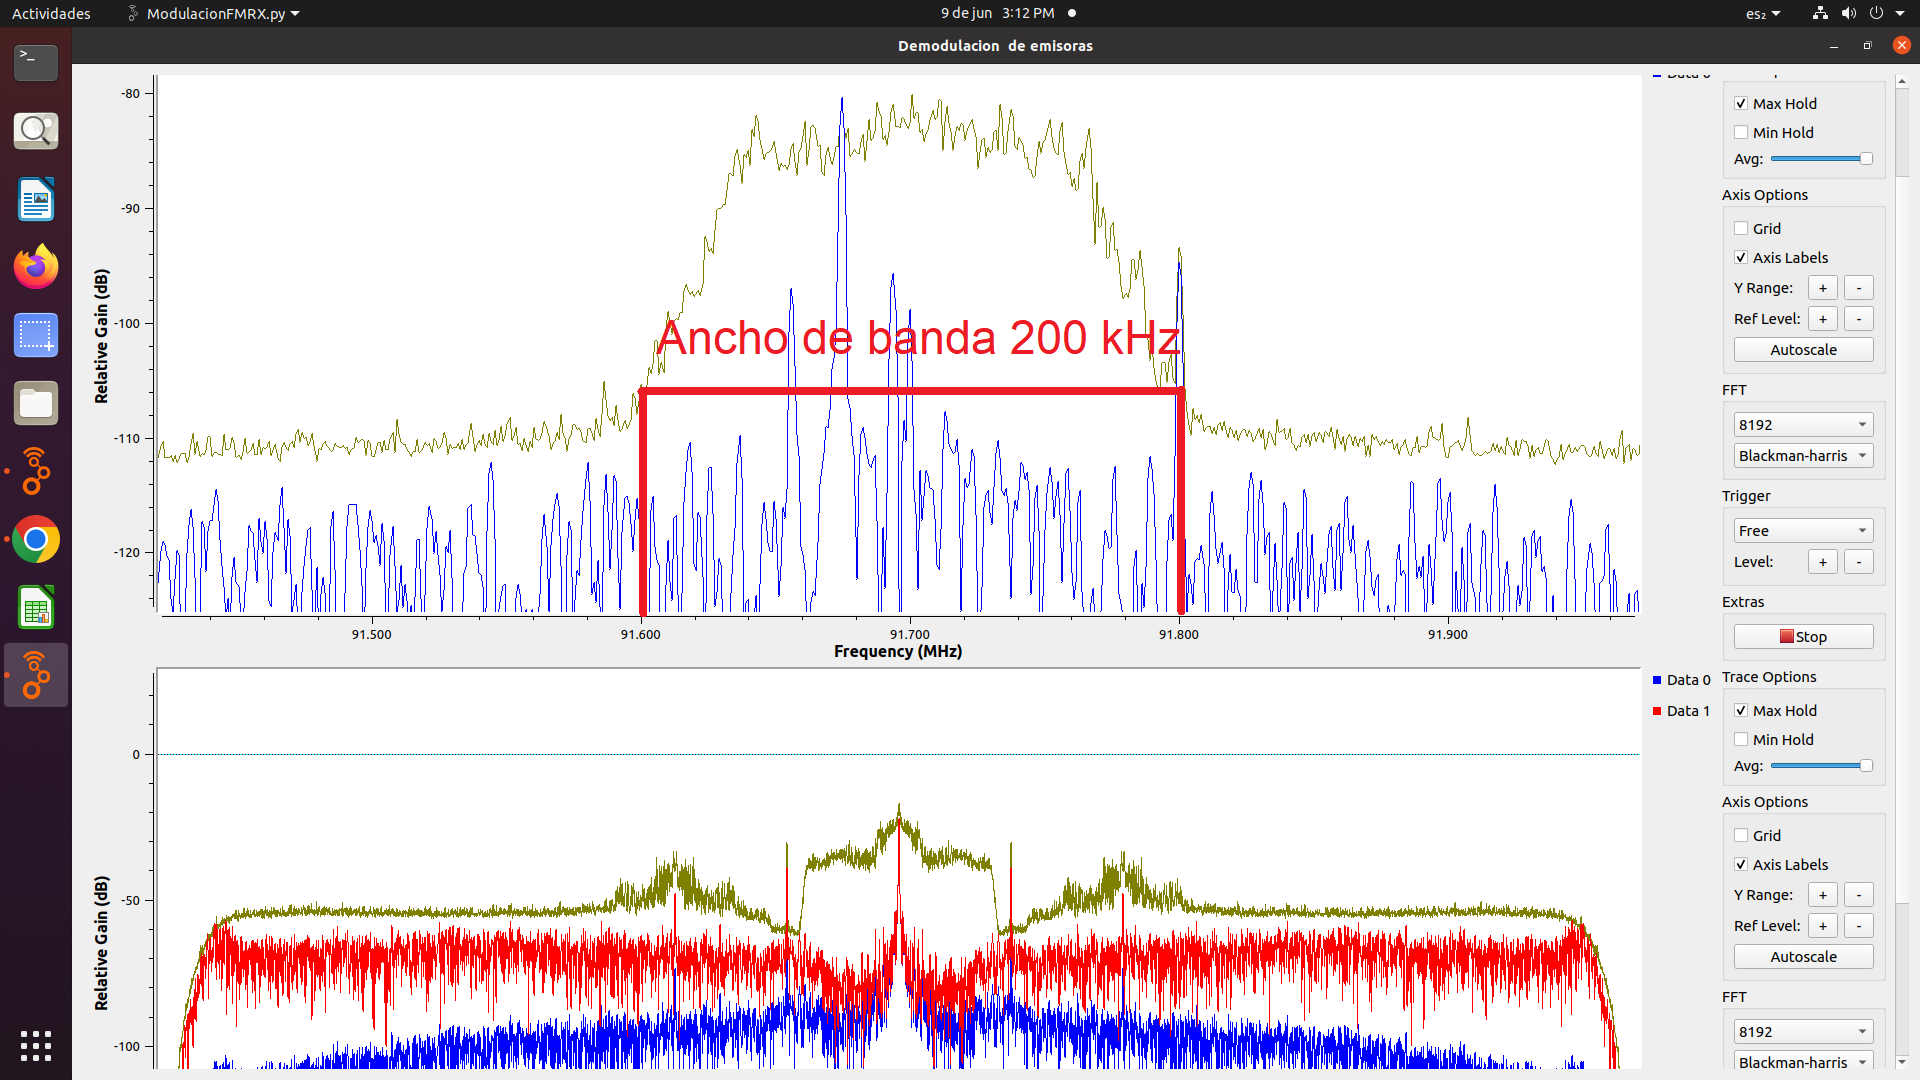 Actividades
ModulacionFMRX.py
9 de jun 3:12 PM
es₂
Demodulacion de emisoras
-80
-90
-100
-110
-120
Relative Gain (dB)
Ancho de banda 200 kHz
91.500
91.600
91.700
91.800
91.900
Frequency (MHz)
Max Hold
Min Hold
Avg:
Axis Options
Grid
Axis Labels
Y Range: + -
Ref Level: + -
Autoscale
FFT
8192
Blackman-harris
Trigger
Free
Level: + -
Extras
Stop
0
-50
-100
Relative Gain (dB)
Data 0
Data 1
Trace Options
Max Hold
Min Hold
Avg:
Axis Options
Grid
Axis Labels
Y Range: + -
Ref Level: + -
Autoscale
FFT
8192
Blackman-harris